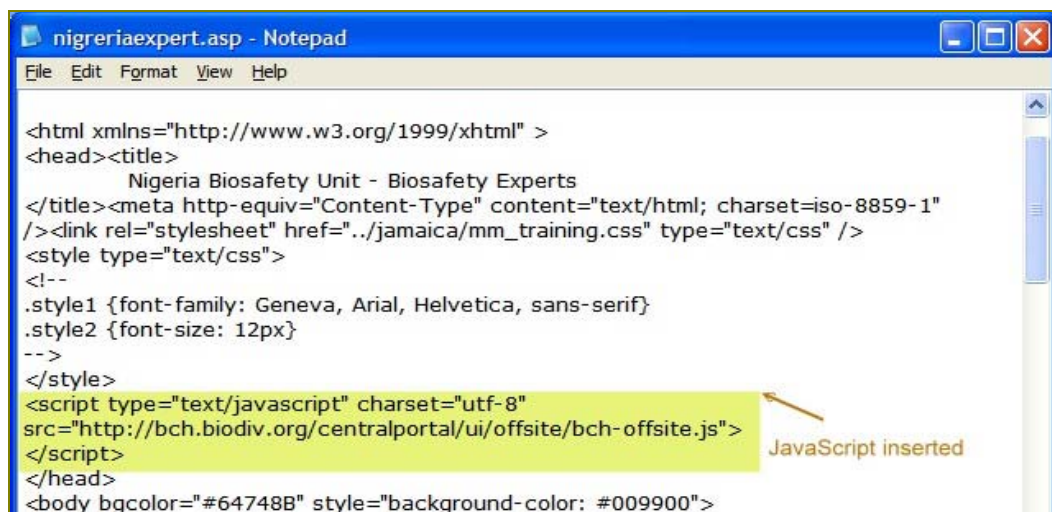 nigreriaexpert.asp - Notepad
File Edit Format View Help
<html xmlns="http://www.w3.org/1999/xhtml" >
<head><title>
Nigeria Biosafety Unit - Biosafety Experts
</title><meta http-equiv="Content-Type" content="text/html; charset=iso-8859-1"
/><link rel="stylesheet" href="../jamaica/mm_training.css" type="text/css" />
<style type="text/css">
<!--
.style1 {font-family: Geneva, Arial, Helvetica, sans-serif}
.style2 {font-size: 12px}
-->
</style>
<script type="text/javascript" charset="utf-8"
src="http://bch.biodiv.org/centralportal/ui/offsite/bch-offsite.js">
</script>
JavaScript inserted
</head>
<body bgcolor="#64748B" style="background-color: #009900">